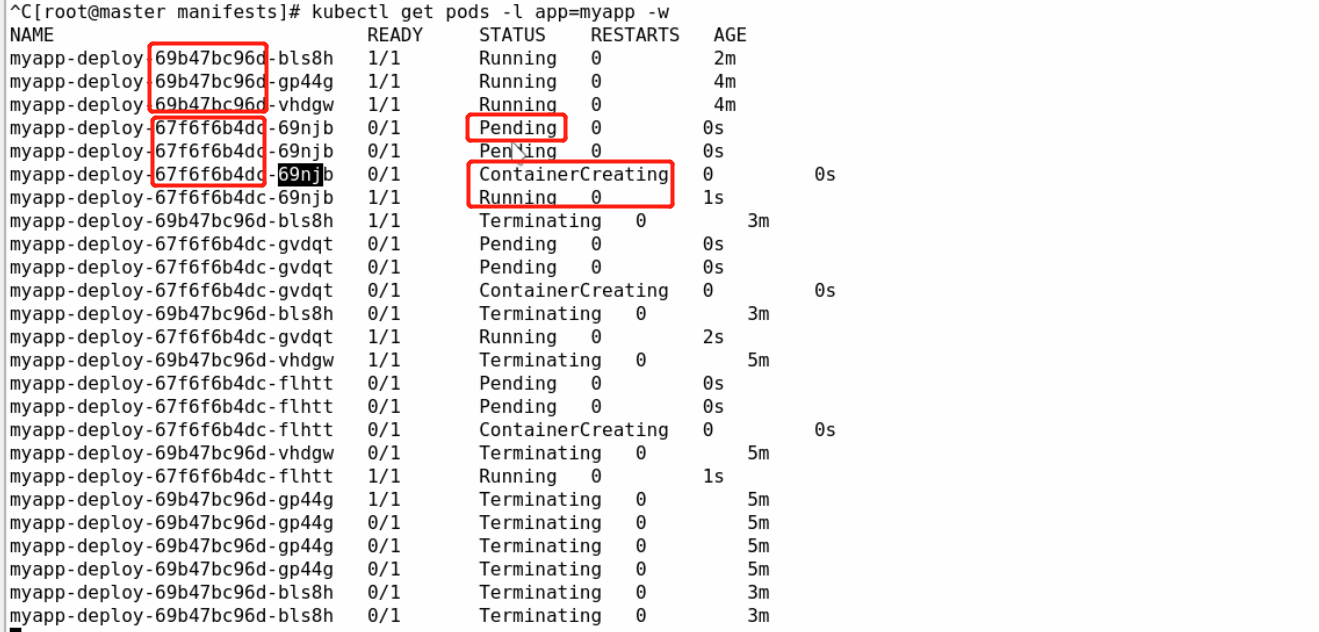 ^C[root@master manifests]# kubectl get pods -l app=myapp -w
NAME READY STATUS RESTARTS AGE
myapp-deploy-69b47bc96d-bls8h 1/1 Running 0 2m
myapp-deploy-69b47bc96d-gp44g 1/1 Running 0 4m
myapp-deploy-69b47bc96d-vhdgw 1/1 Running 0 4m
myapp-deploy-67f6f6b4dc-69njb 0/1 Pending 0 0s
myapp-deploy-67f6f6b4dc-69njb 0/1 Pending 0 0s
myapp-deploy-67f6f6b4dc-69njb 0/1 ContainerCreating 0 0s
myapp-deploy-67f6f6b4dc-69njb 1/1 Running 0 1s
myapp-deploy-69b47bc96d-bls8h 1/1 Terminating 0 3m
myapp-deploy-67f6f6b4dc-gvdqt 0/1 Pending 0 0s
myapp-deploy-67f6f6b4dc-gvdqt 0/1 Pending 0 0s
myapp-deploy-67f6f6b4dc-gvdqt 0/1 ContainerCreating 0 0s
myapp-deploy-69b47bc96d-bls8h 0/1 Terminating 0 3m
myapp-deploy-67f6f6b4dc-gvdqt 1/1 Running 0 2s
myapp-deploy-69b47bc96d-vhdgw 1/1 Terminating 0 5m
myapp-deploy-67f6f6b4dc-flhtt 0/1 Pending 0 0s
myapp-deploy-67f6f6b4dc-flhtt 0/1 Pending 0 0s
myapp-deploy-67f6f6b4dc-flhtt 0/1 ContainerCreating 0 0s
myapp-deploy-69b47bc96d-vhdgw 0/1 Terminating 0 5m
myapp-deploy-67f6f6b4dc-flhtt 1/1 Running 0 1s
myapp-deploy-69b47bc96d-gp44g 1/1 Terminating 0 5m
myapp-deploy-69b47bc96d-gp44g 0/1 Terminating 0 5m
myapp-deploy-69b47bc96d-gp44g 0/1 Terminating 0 5m
myapp-deploy-69b47bc96d-gp44g 0/1 Terminating 0 5m
myapp-deploy-69b47bc96d-bls8h 0/1 Terminating 0 3m
myapp-deploy-69b47bc96d-bls8h 0/1 Terminating 0 3m